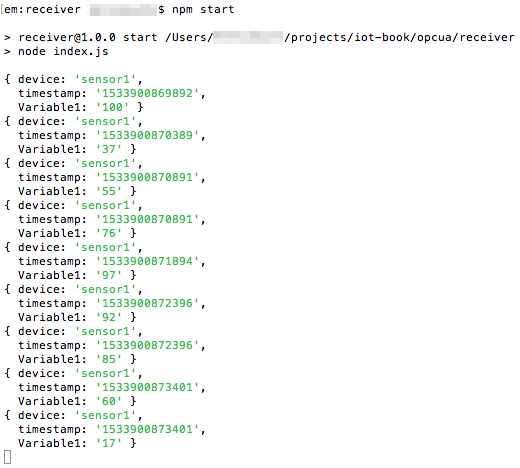 em:receiver $ npm start
> receiver@1.0.0 start /Users/ /projects/iot-book/opcua/receiver
> node index.js
{ device: 'sensor1',
timestamp: '1533900869892',
Variable1: '100' }
{ device: 'sensor1',
timestamp: '1533900870389',
Variable1: '37' }
{ device: 'sensor1',
timestamp: '1533900870891',
Variable1: '55' }
{ device: 'sensor1',
timestamp: '1533900870891',
Variable1: '76' }
{ device: 'sensor1',
timestamp: '1533900871894',
Variable1: '97' }
{ device: 'sensor1',
timestamp: '1533900872396',
Variable1: '92' }
{ device: 'sensor1',
timestamp: '1533900872396',
Variable1: '85' }
{ device: 'sensor1',
timestamp: '1533900873401',
Variable1: '60' }
{ device: 'sensor1',
timestamp: '1533900873401',
Variable1: '17' }